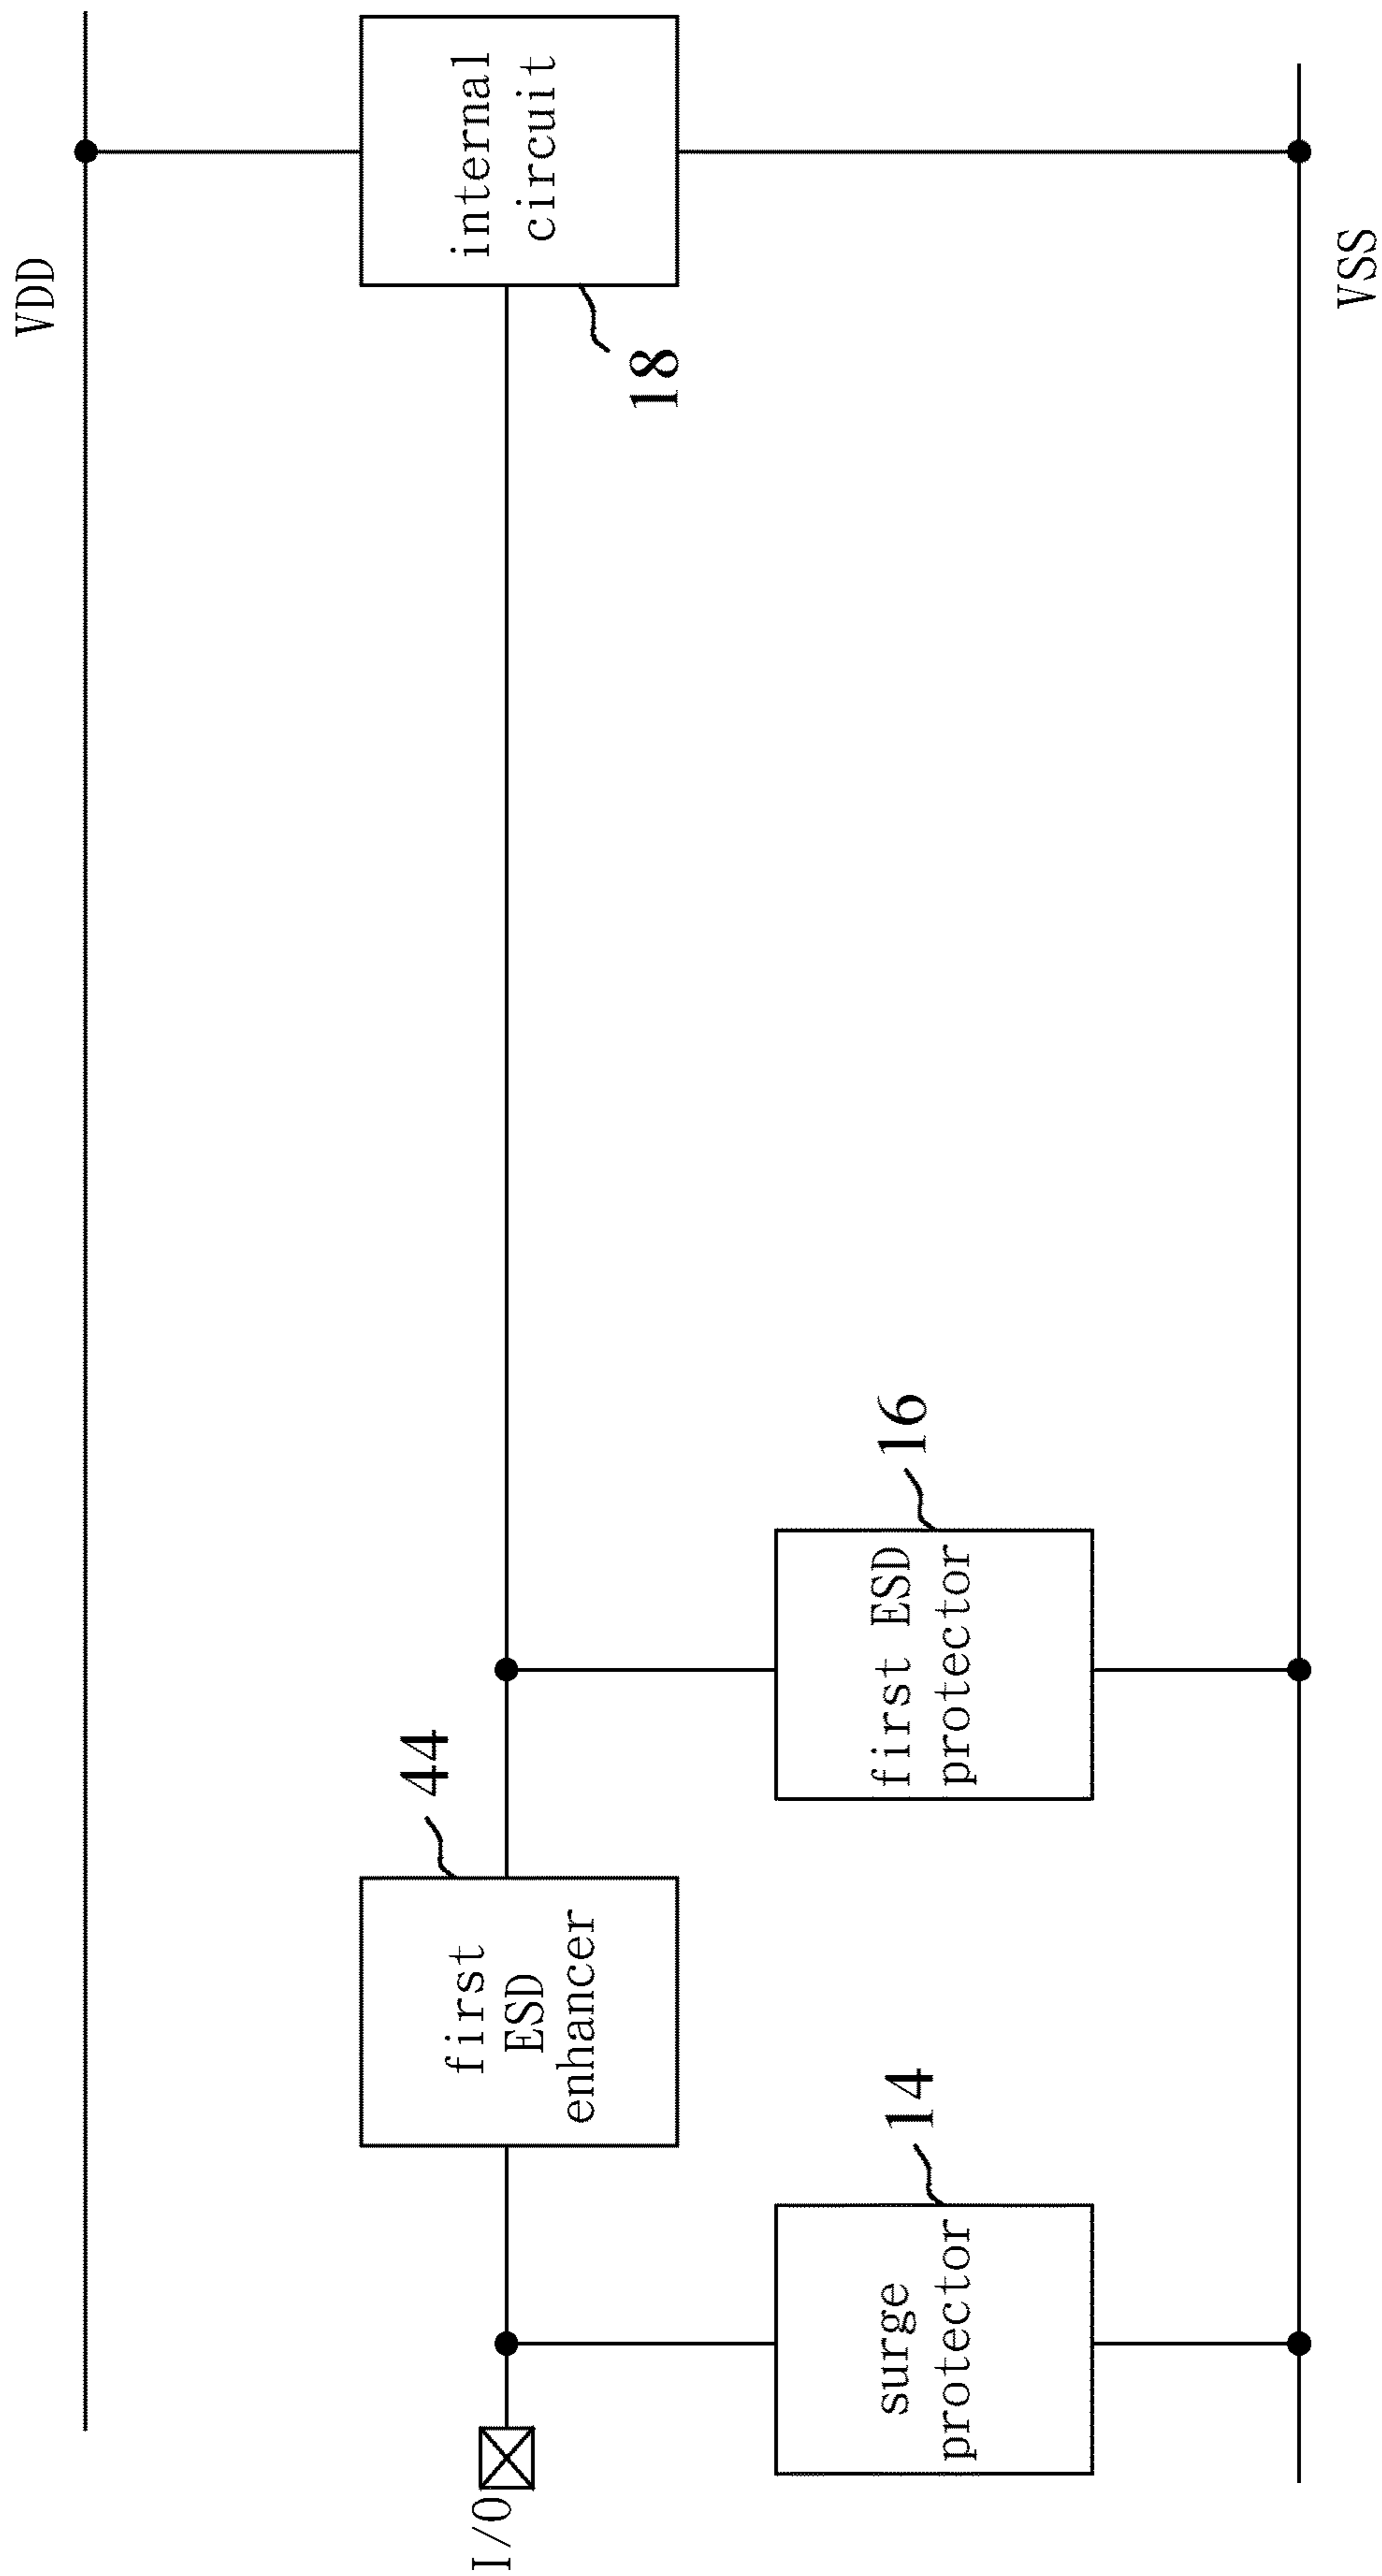 VDD
I/O
first
ESD
enhancer
44
internal
circuit
18
surge
protector
14
first ESD
protector
16
VSS